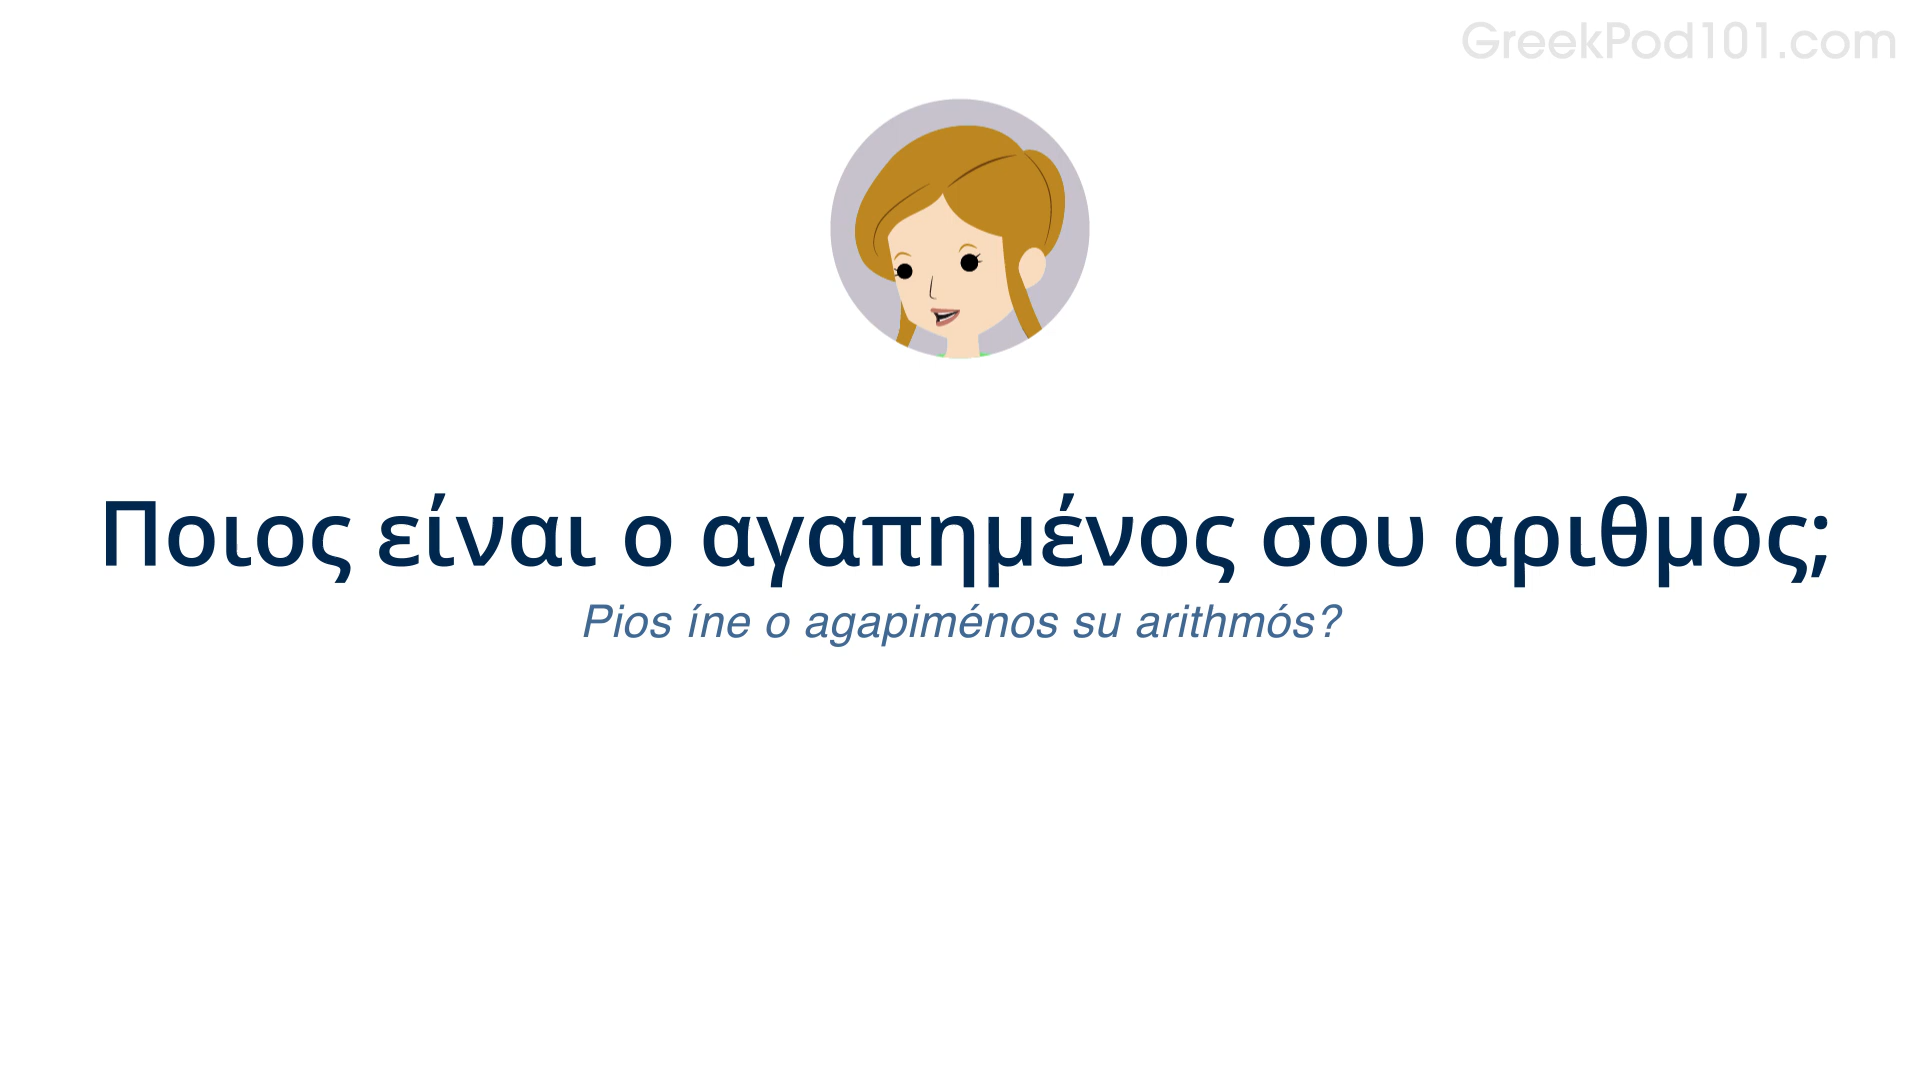 GreekPod101.com
Ποιος είναι ο αγαπημένος σου αριθμός;
Pios íne o agapiménos su arithmós?